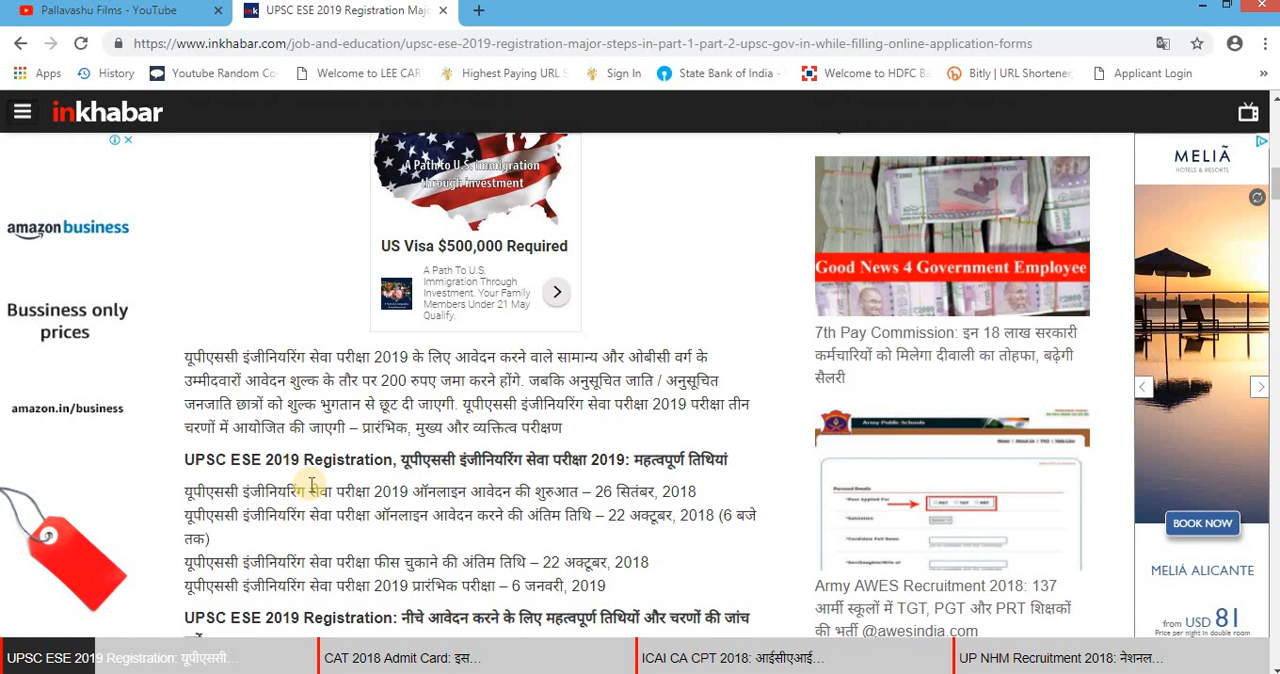 Pallavashu Films - YouTube
UPSC ESE 2019 Registration Maj
https://www.inkhabar.com/job-and-education/upsc-ese-2019-registration-major-steps-in-part-1-part-2-upsc-gov-in-while-filling-online-application-forms
Apps History Youtube Random Co Welcome to LEE CAR Highest Paying URL S Sign In State Bank of India - Welcome to HDFC Ba Bitly | URL Shortener, Applicant Login »
inkhabar
amazon business
Bussiness only
prices
amazon.in/business
A Path to U.S. immigration
through investment
US Visa $500,000 Required
A Path To U.S.
Immigration Through
Investment. Your Family
Members Under 21 May
Qualify.
यूपीएससी इंजीनियरिंग सेवा परीक्षा 2019 के लिए आवेदन करने वाले सामान्य और ओबीसी वर्ग के
उम्मीदवारों आवेदन शुल्क के तौर पर 200 रुपए जमा करने होंगे. जबकि अनुसूचित जाति / अनुसूचित
जनजाति छात्रों को शुल्क भुगतान से छूट दी जाएगी. यूपीएससी इंजीनियरिंग सेवा परीक्षा 2019 परीक्षा तीन
चरणों में आयोजित की जाएगी – प्रारंभिक, मुख्य और व्यक्तित्व परीक्षण
UPSC ESE 2019 Registration, यूपीएससी इंजीनियरिंग सेवा परीक्षा 2019: महत्वपूर्ण तिथियां
यूपीएससी इंजीनियरिंग सेवा परीक्षा 2019 ऑनलाइन आवेदन की शुरुआत – 26 सितंबर, 2018
यूपीएससी इंजीनियरिंग सेवा परीक्षा ऑनलाइन आवेदन करने की अंतिम तिथि – 22 अक्टूबर, 2018 (6 बजे
तक)
यूपीएससी इंजीनियरिंग सेवा परीक्षा फीस चुकाने की अंतिम तिथि – 22 अक्टूबर, 2018
यूपीएससी इंजीनियरिंग सेवा परीक्षा 2019 प्रारंभिक परीक्षा – 6 जनवरी, 2019
UPSC ESE 2019 Registration: नीचे आवेदन करने के लिए महत्वपूर्ण तिथियों और चरणों की जांच
Good News 4 Government Employee
7th Pay Commission: इन 18 लाख सरकारी
कर्मचारियों को मिलेगा दीवाली का तोहफा, बढ़ेगी
सैलरी
Army Public Schools
Army AWES Recruitment 2018: 137
आर्मी स्कूलों में TGT, PGT और PRT शिक्षकों
की भर्ती @awesindia.com
MELIÃ
HOTELS & RESORTS
BOOK NOW
MELIÁ ALICANTE
from USD 81
Price per night in double room
UPSC ESE 2019 Registration: यूपीएससी...
CAT 2018 Admit Card: इस...
ICAI CA CPT 2018: आईसीएआई...
UP NHM Recruitment 2018: नेशनल...